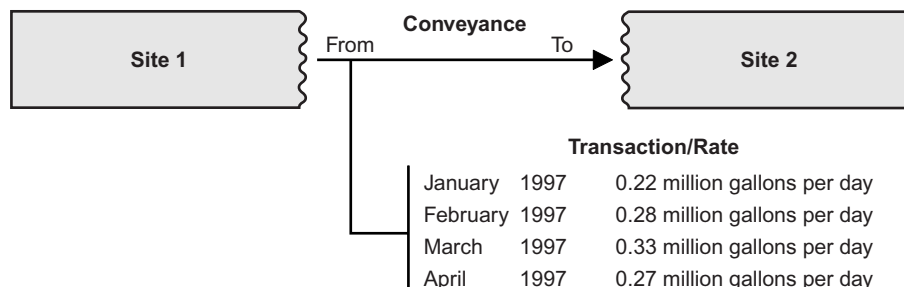 Conveyance
From To
Site 1 Site 2
Transaction/Rate
January 1997 0.22 million gallons per day
February 1997 0.28 million gallons per day
March 1997 0.33 million gallons per day
April 1997 0.27 million gallons per day